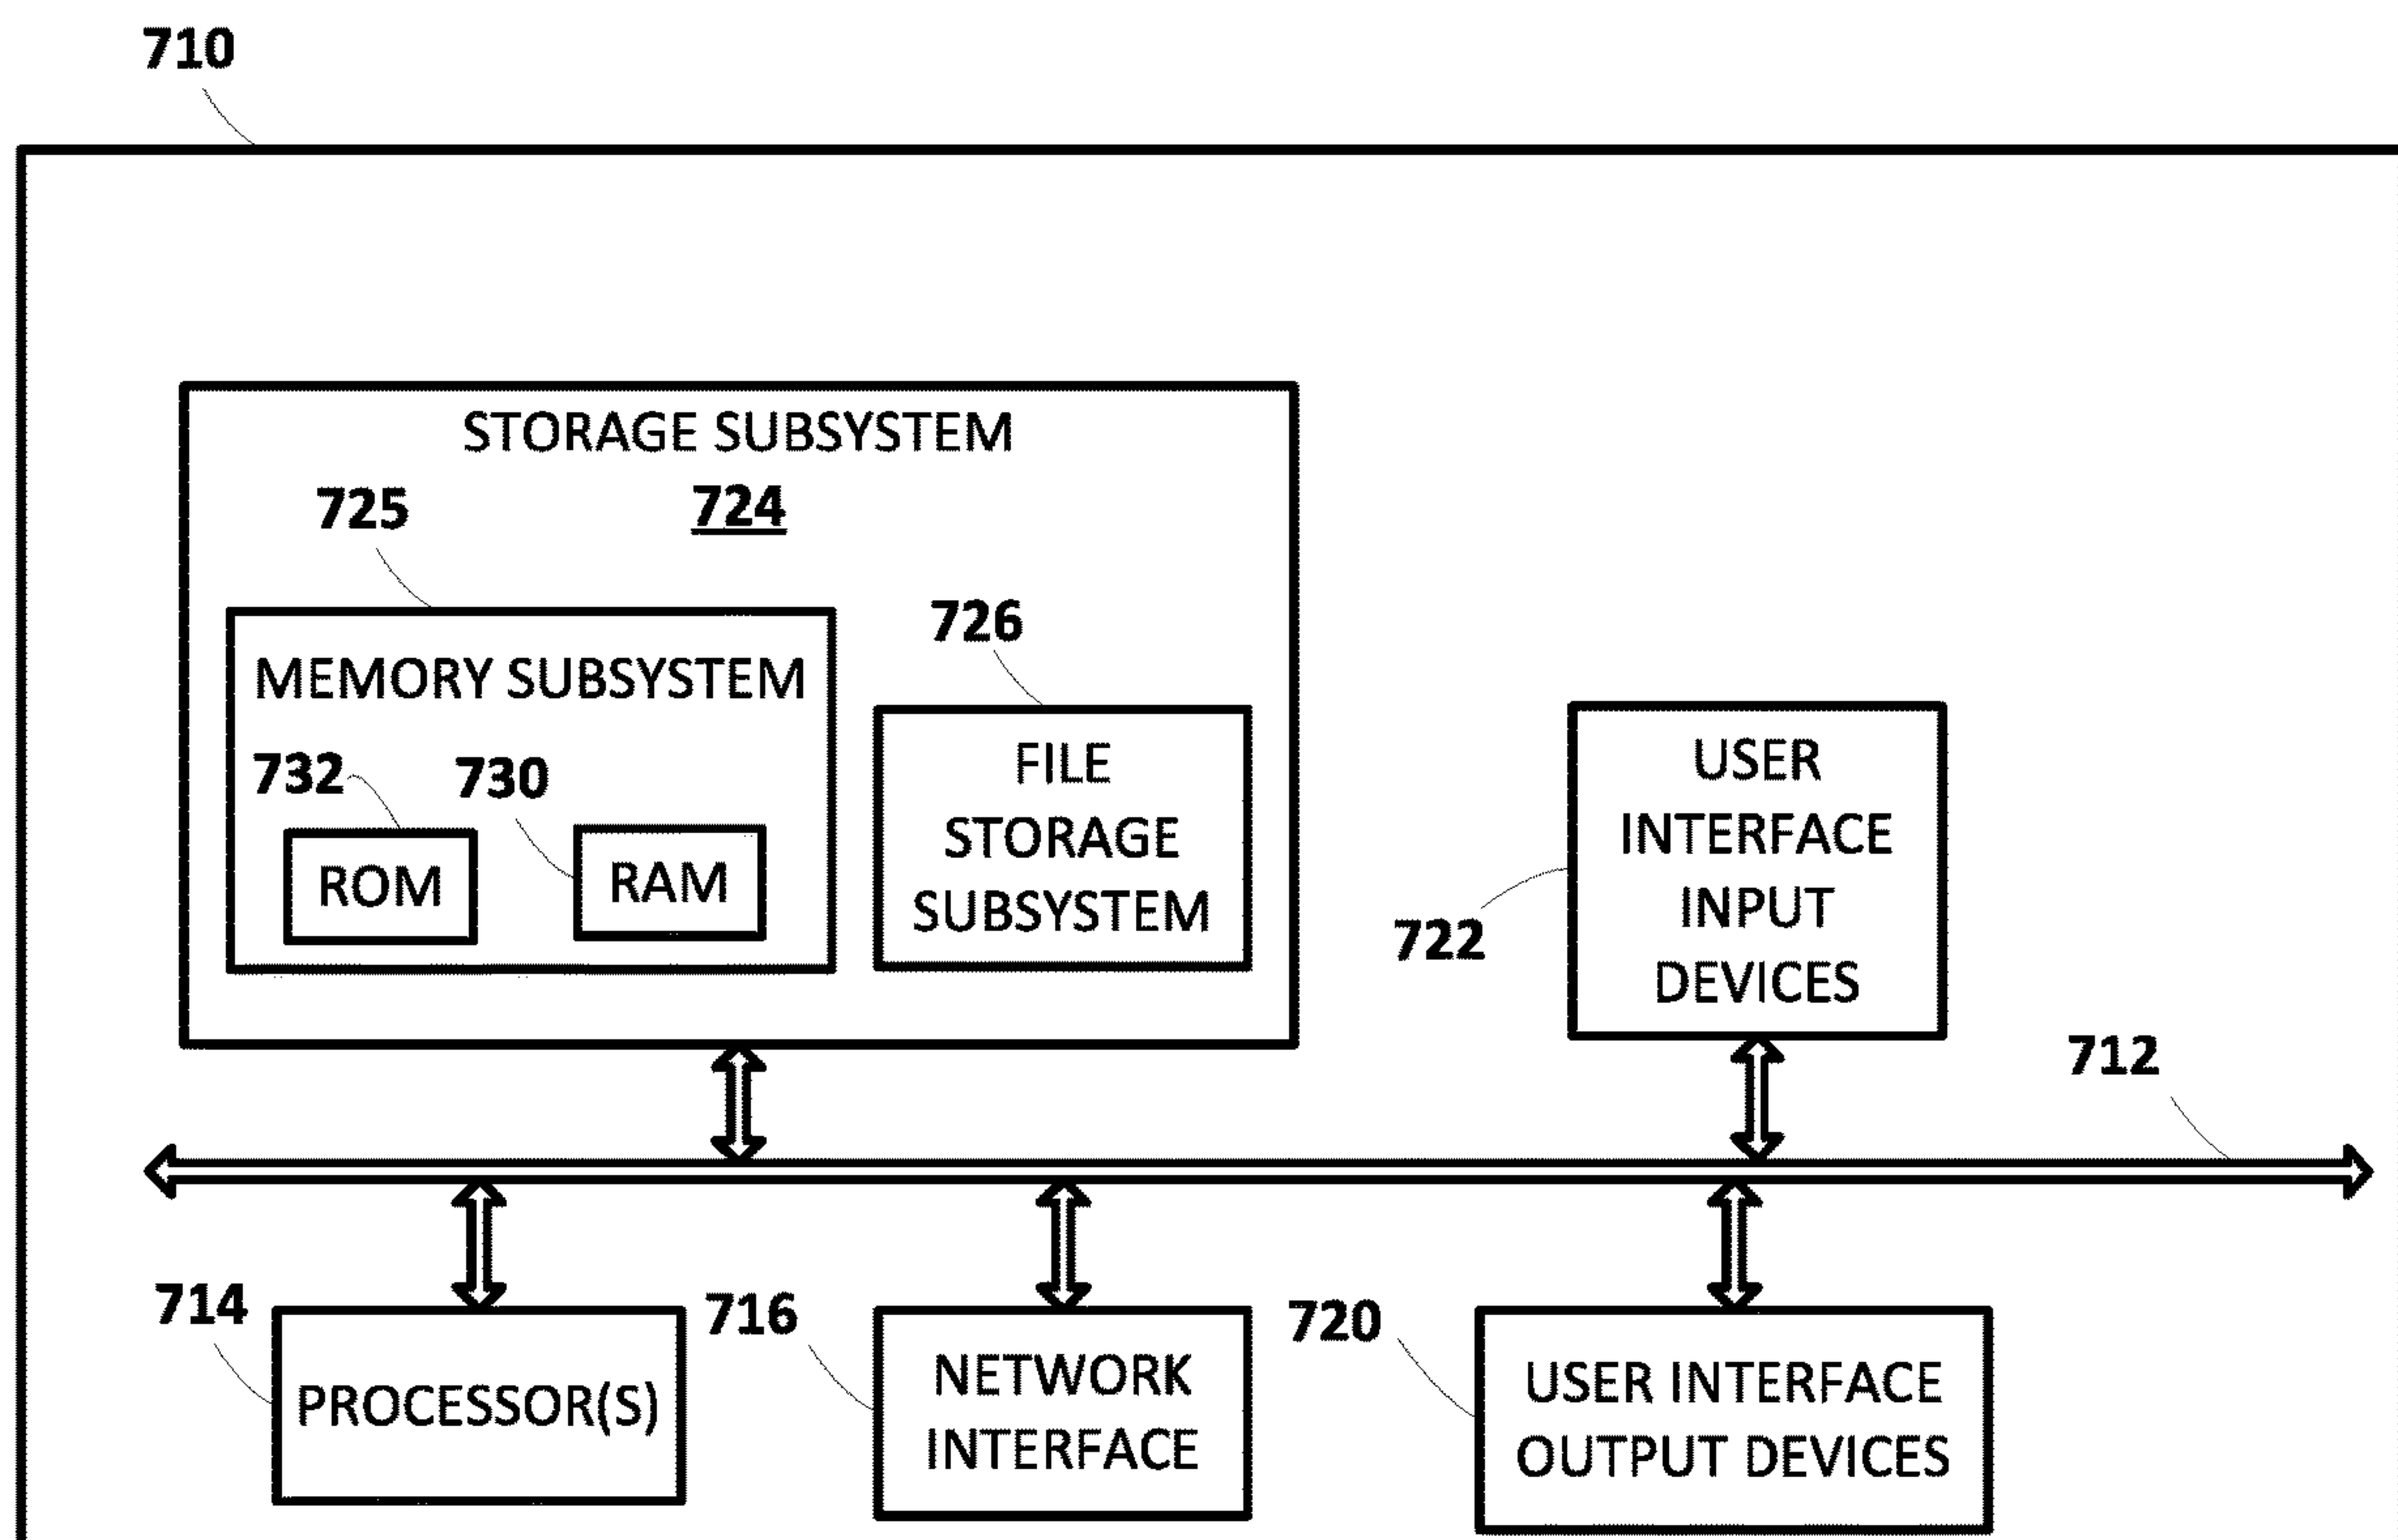 710
STORAGE SUBSYSTEM
724
725
MEMORY SUBSYSTEM
732
730
ROM
RAM
726
FILE
STORAGE
SUBSYSTEM
USER
INTERFACE
INPUT
DEVICES
722
712
714
PROCESSOR(S)
716
NETWORK
INTERFACE
720
USER INTERFACE
OUTPUT DEVICES